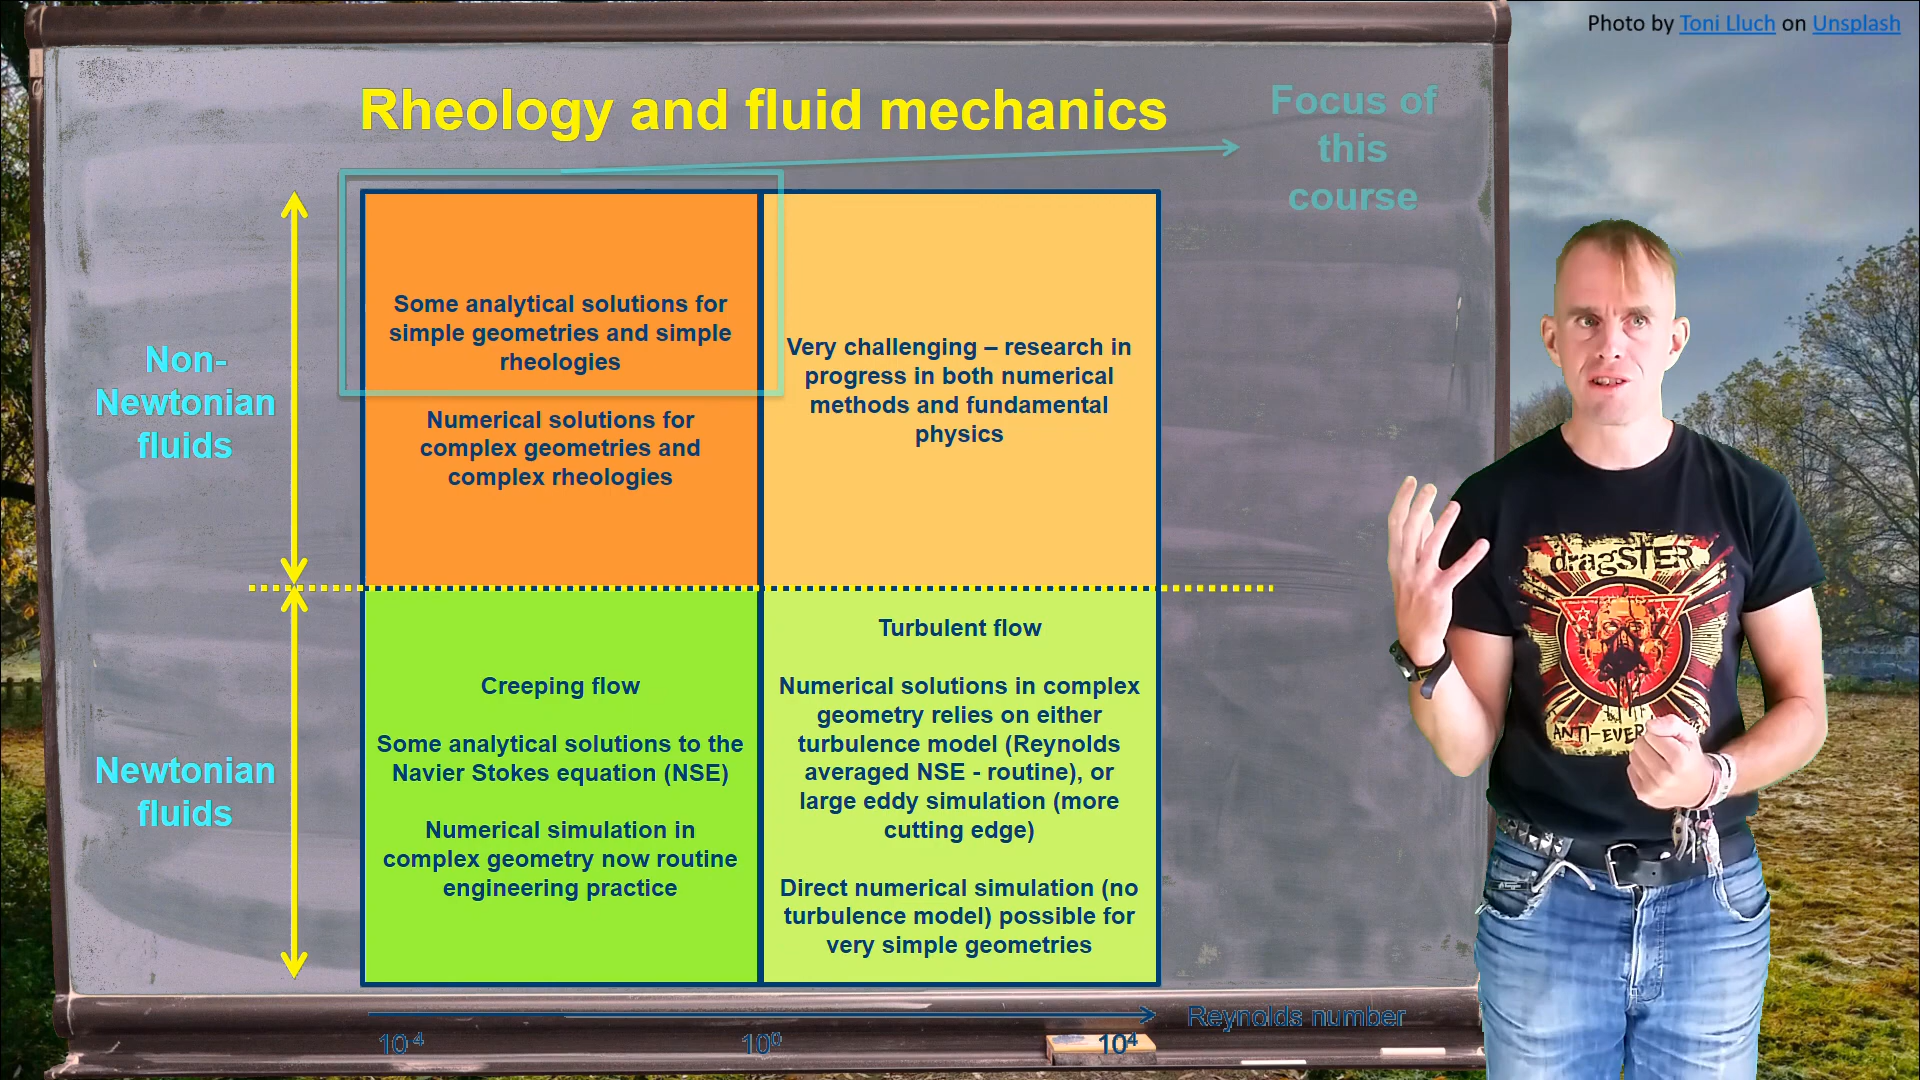 Photo by Toni Lluch on Unsplash
Rheology and fluid mechanics
Focus of
this
course
Non-
Newtonian
fluids
Some analytical solutions for
simple geometries and simple
rheologies
Numerical solutions for
complex geometries and
complex rheologies
Very challenging – research in
progress in both numerical
methods and fundamental
physics
Newtonian
fluids
Creeping flow
Some analytical solutions to the
Navier Stokes equation (NSE)
Numerical simulation in
complex geometry now routine
engineering practice
Turbulent flow
Numerical solutions in complex
geometry relies on either
turbulence model (Reynolds
averaged NSE - routine), or
large eddy simulation (more
cutting edge)
Direct numerical simulation (no
turbulence model) possible for
very simple geometries
10⁻⁴
10⁰
10⁴
Reynolds number
dragSTER
ANTI-EVER